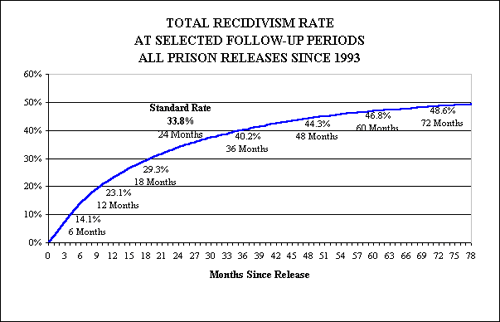 TOTAL RECIDIVISM RATE
AT SELECTED FOLLOW-UP PERIODS
ALL PRISON RELEASES SINCE 1993
60%
50%
40%
30%
20%
10%
0%
Standard Rate
33.8%
24 Months
14.1%
6 Months
23.1%
12 Months
29.3%
18 Months
40.2%
36 Months
44.3%
48 Months
46.8%
60 Months
48.6%
72 Months
0 3 6 9 12 15 18 21 24 27 30 33 36 39 42 45 48 51 54 57 60 63 66 69 72 75 78
Months Since Release